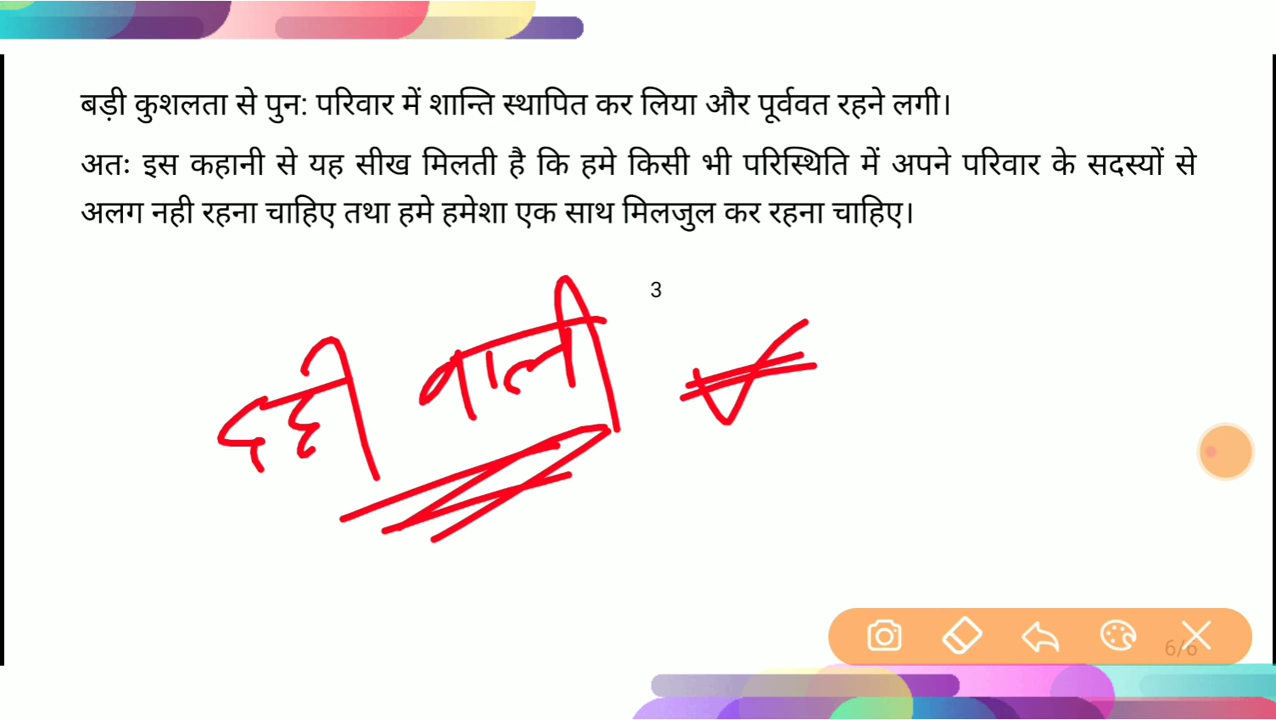 बड़ी कुशलता से पुन: परिवार में शान्ति स्थापित कर लिया और पूर्ववत रहने लगी।
अतः इस कहानी से यह सीख मिलती है कि हमे किसी भी परिस्थिति में अपने परिवार के सदस्यों से
अलग नही रहना चाहिए तथा हमे हमेशा एक साथ मिलजुल कर रहना चाहिए।
3
दही वाली
6/6